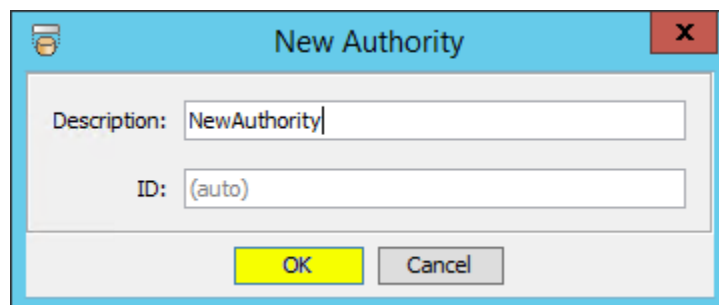 New Authority
x
Description: NewAuthority
ID: (auto)
OK Cancel